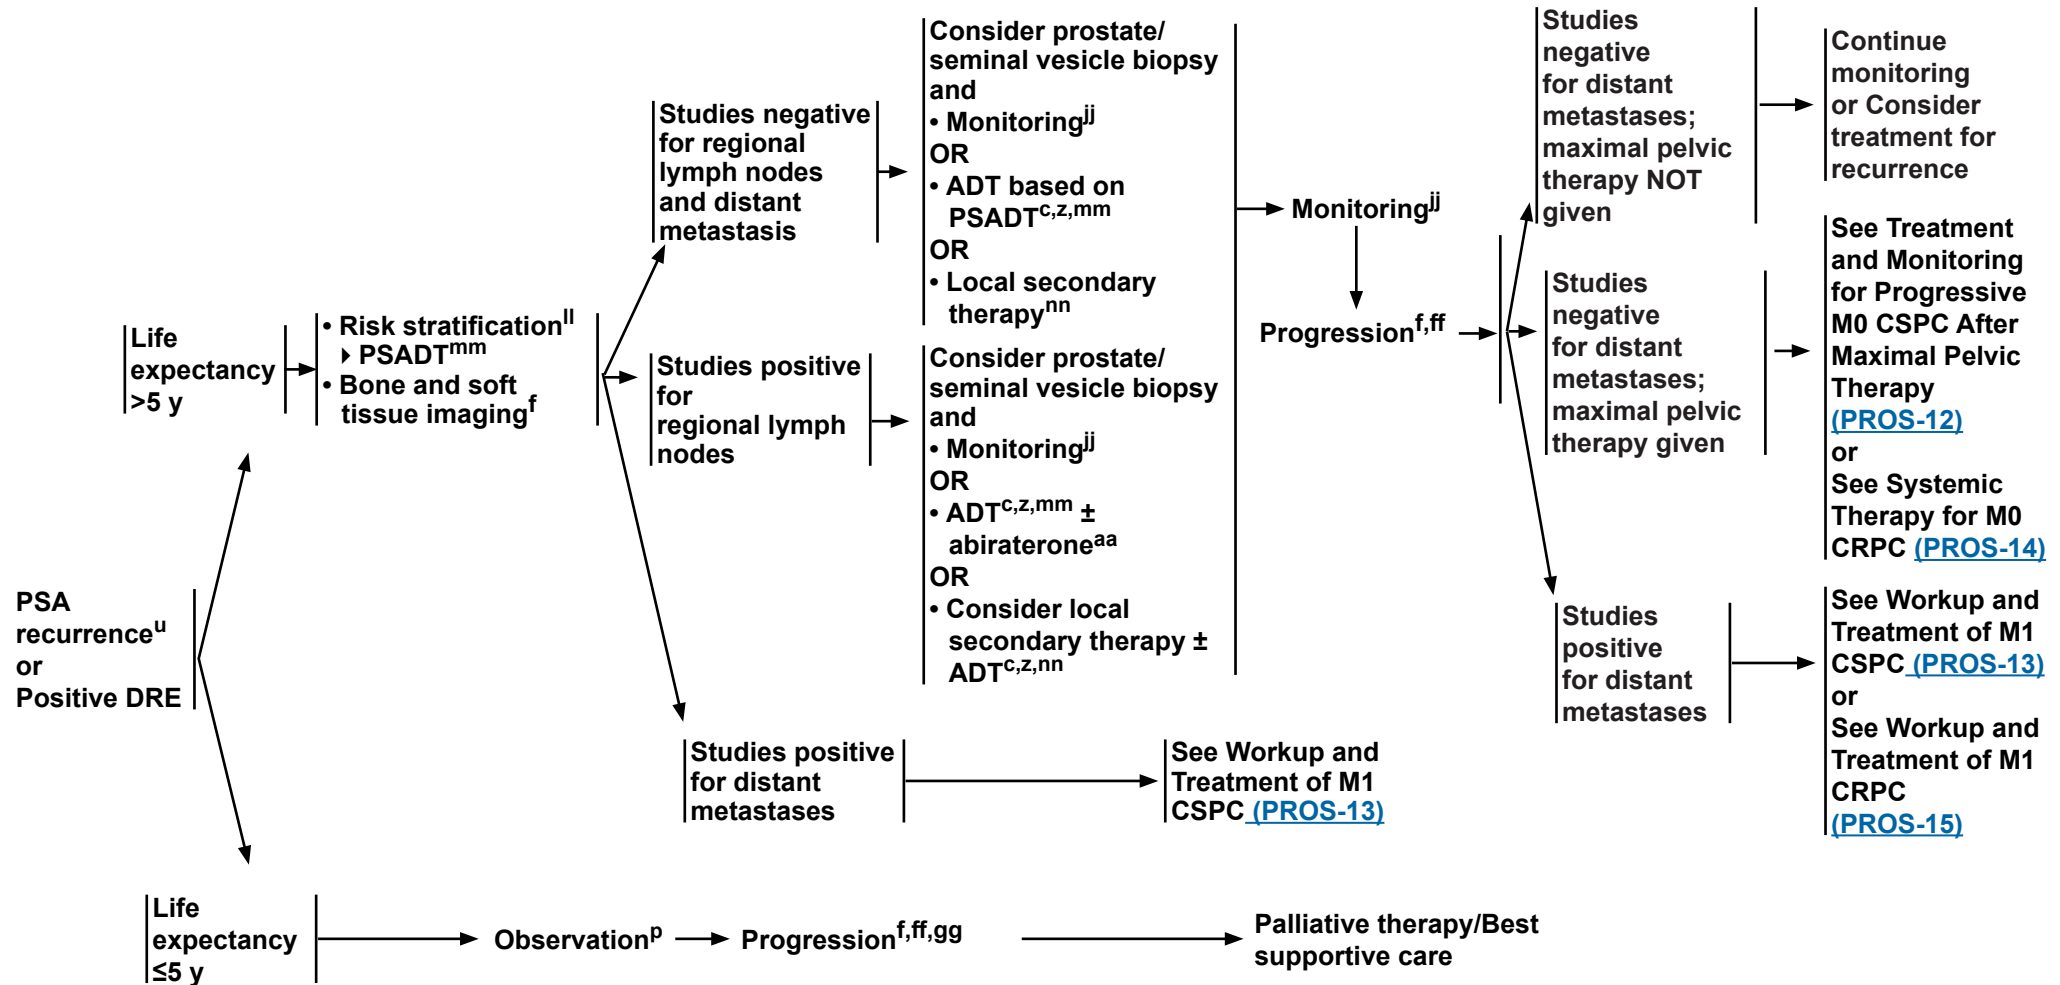 PSA
recurrenceᵘ
or
Positive DRE
Life
expectancy
>5 y
• Risk stratificationˡˡ
▸ PSADTᵐᵐ
• Bone and soft
tissue imagingᶠ
Studies negative
for regional
lymph nodes
and distant
metastasis
Consider prostate/
seminal vesicle biopsy
and
• Monitoringʲʲ
OR
• ADT based on
PSADTᶜ,ᶻ,ᵐᵐ
OR
• Local secondary
therapyⁿⁿ
Studies positive
for
regional lymph
nodes
Consider prostate/
seminal vesicle biopsy
and
• Monitoringʲʲ
OR
• ADTᶜ,ᶻ,ᵐᵐ ±
abirateroneᵃᵃ
OR
• Consider local
secondary therapy ±
ADTᶜ,ᶻ,ⁿⁿ
Studies positive
for distant
metastases
See Workup and
Treatment of M1
CSPC (PROS-13)
Monitoringʲʲ
Progressionᶠ,ᶠᶠ
Studies
negative
for distant
metastases;
maximal pelvic
therapy NOT
given
Continue
monitoring
or Consider
treatment for
recurrence
Studies
negative
for distant
metastases;
maximal pelvic
therapy given
See Treatment
and Monitoring
for Progressive
M0 CSPC After
Maximal Pelvic
Therapy
(PROS-12)
or
See Systemic
Therapy for M0
CRPC (PROS-14)
Studies
positive
for distant
metastases
See Workup and
Treatment of M1
CSPC (PROS-13)
or
See Workup and
Treatment of M1
CRPC
(PROS-15)
Life
expectancy
≤5 y
Observationᵖ
Progressionᶠ,ᶠᶠ,ᵍᵍ
Palliative therapy/Best
supportive care